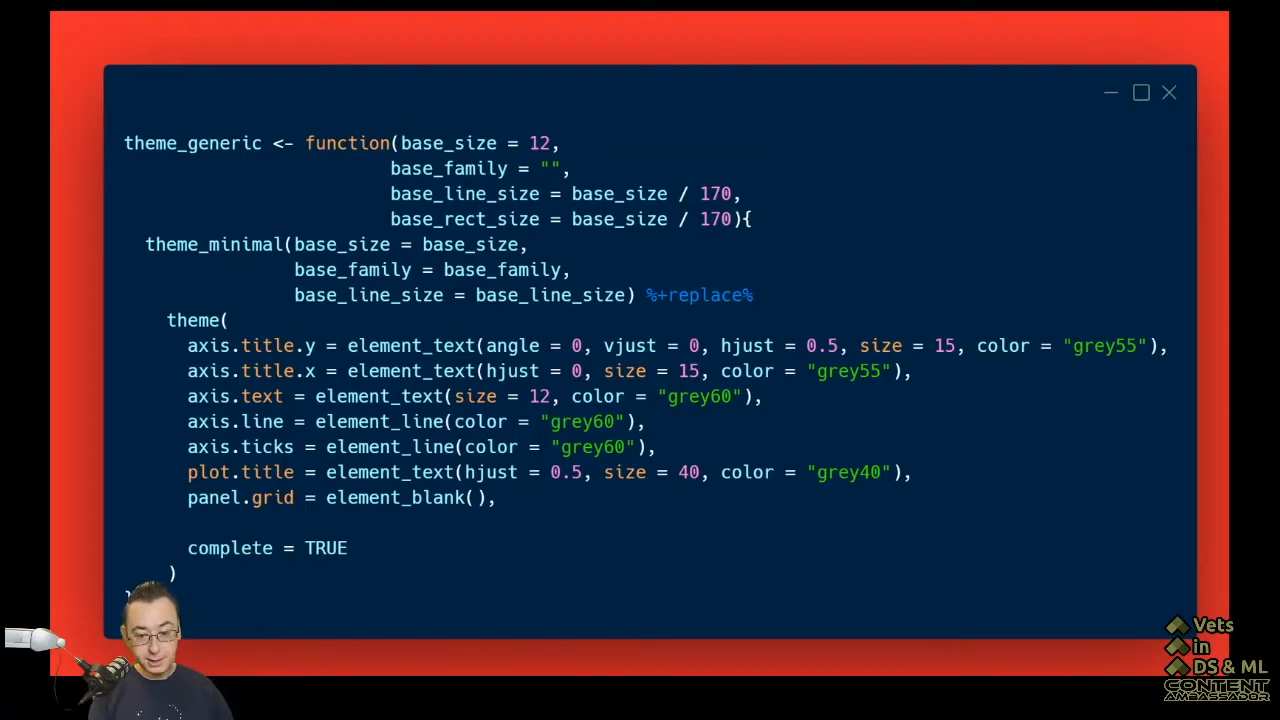 theme_generic <- function(base_size = 12,
base_family = "",
base_line_size = base_size / 170,
base_rect_size = base_size / 170){
theme_minimal(base_size = base_size,
base_family = base_family,
base_line_size = base_line_size) %+replace%
theme(
axis.title.y = element_text(angle = 0, vjust = 0, hjust = 0.5, size = 15, color = "grey55"),
axis.title.x = element_text(hjust = 0, size = 15, color = "grey55"),
axis.text = element_text(size = 12, color = "grey60"),
axis.line = element_line(color = "grey60"),
axis.ticks = element_line(color = "grey60"),
plot.title = element_text(hjust = 0.5, size = 40, color = "grey40"),
panel.grid = element_blank(),
complete = TRUE
)
Vets
in
DS & ML
CONTENT
AMBASSADOR